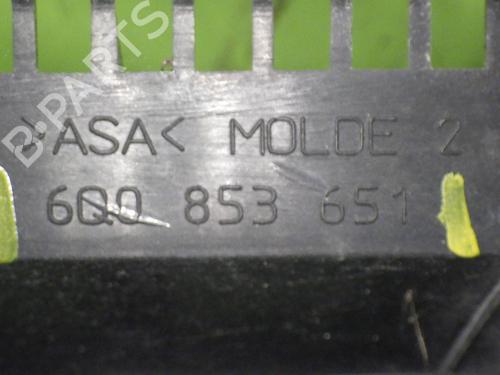 >ASA< MOLDE 2
6Q0 853 651
B-PARTS